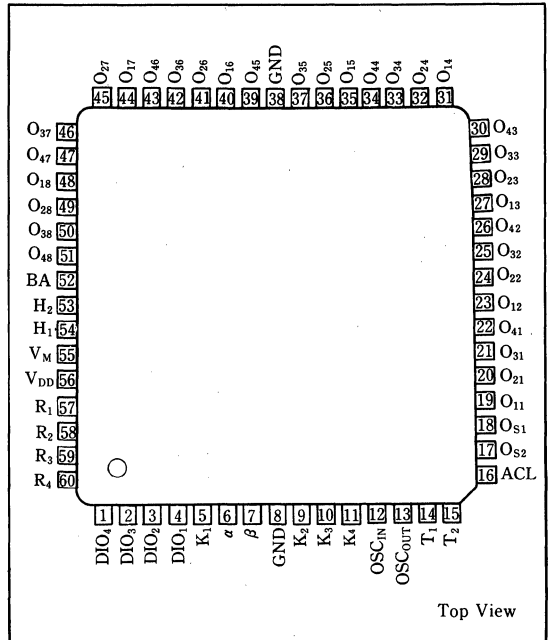 O27 O17 O46 O36 O26 O16 O45 GND O35 O25 O15 O44 O34 O24 O14
45 44 43 42 41 40 39 38 37 36 35 34 33 32 31
O37 46
O47 47
O18 48
O28 49
O38 50
O48 51
BA 52
H2 53
H1 54
VM 55
VDD 56
R1 57
R2 58
R3 59
R4 60
30 O43
29 O33
28 O23
27 O13
26 O42
25 O32
24 O22
23 O12
22 O41
21 O31
20 O21
19 O11
18 OS1
17 OS2
16 ACL
1 2 3 4 5 6 7 8 9 10 11 12 13 14 15
DIO4 DIO3 DIO2 DIO1 K1 α β GND K2 K3 K4 OSCIN OSCOUT T1 T2
Top View